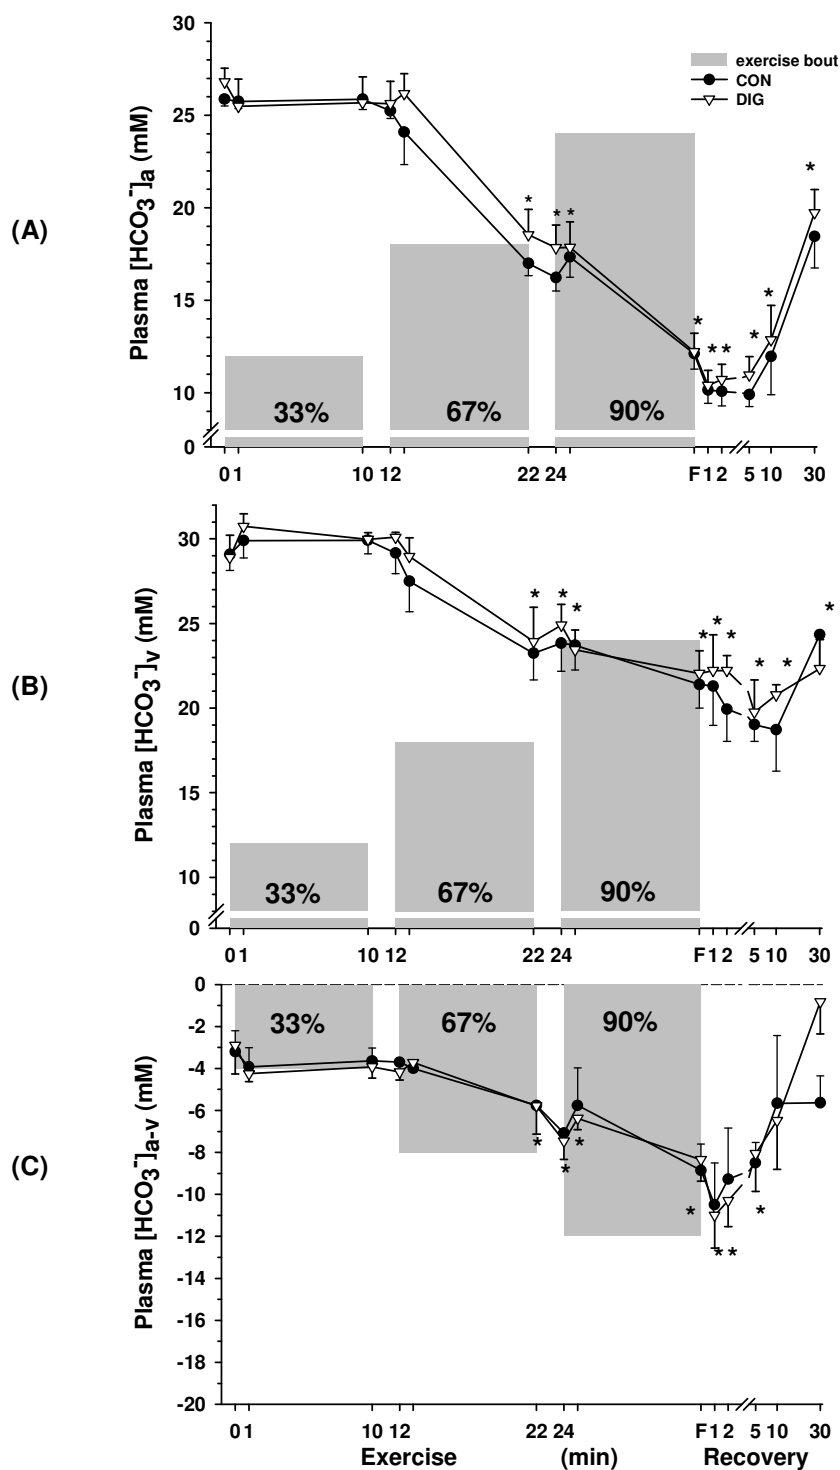 30
25
20
15
10
0
Plasma [HCO3-]a (mM)
(A)
exercise bout
CON
DIG
33%
67%
90%
* * *
* * * * * *
0 1 10 12 22 24 F 1 2 5 10 30
30
25
20
15
10
0
Plasma [HCO3-]v (mM)
(B)
33%
67%
90%
* * *
* * * * * *
0 1 10 12 22 24 F 1 2 5 10 30
0
-2
-4
-6
-8
-10
-12
-14
-16
-18
-20
Plasma [HCO3-]a-v (mM)
(C)
33%
67%
90%
* * *
* * * *
0 1 10 12 22 24 F 1 2 5 10 30
Exercise (min) Recovery